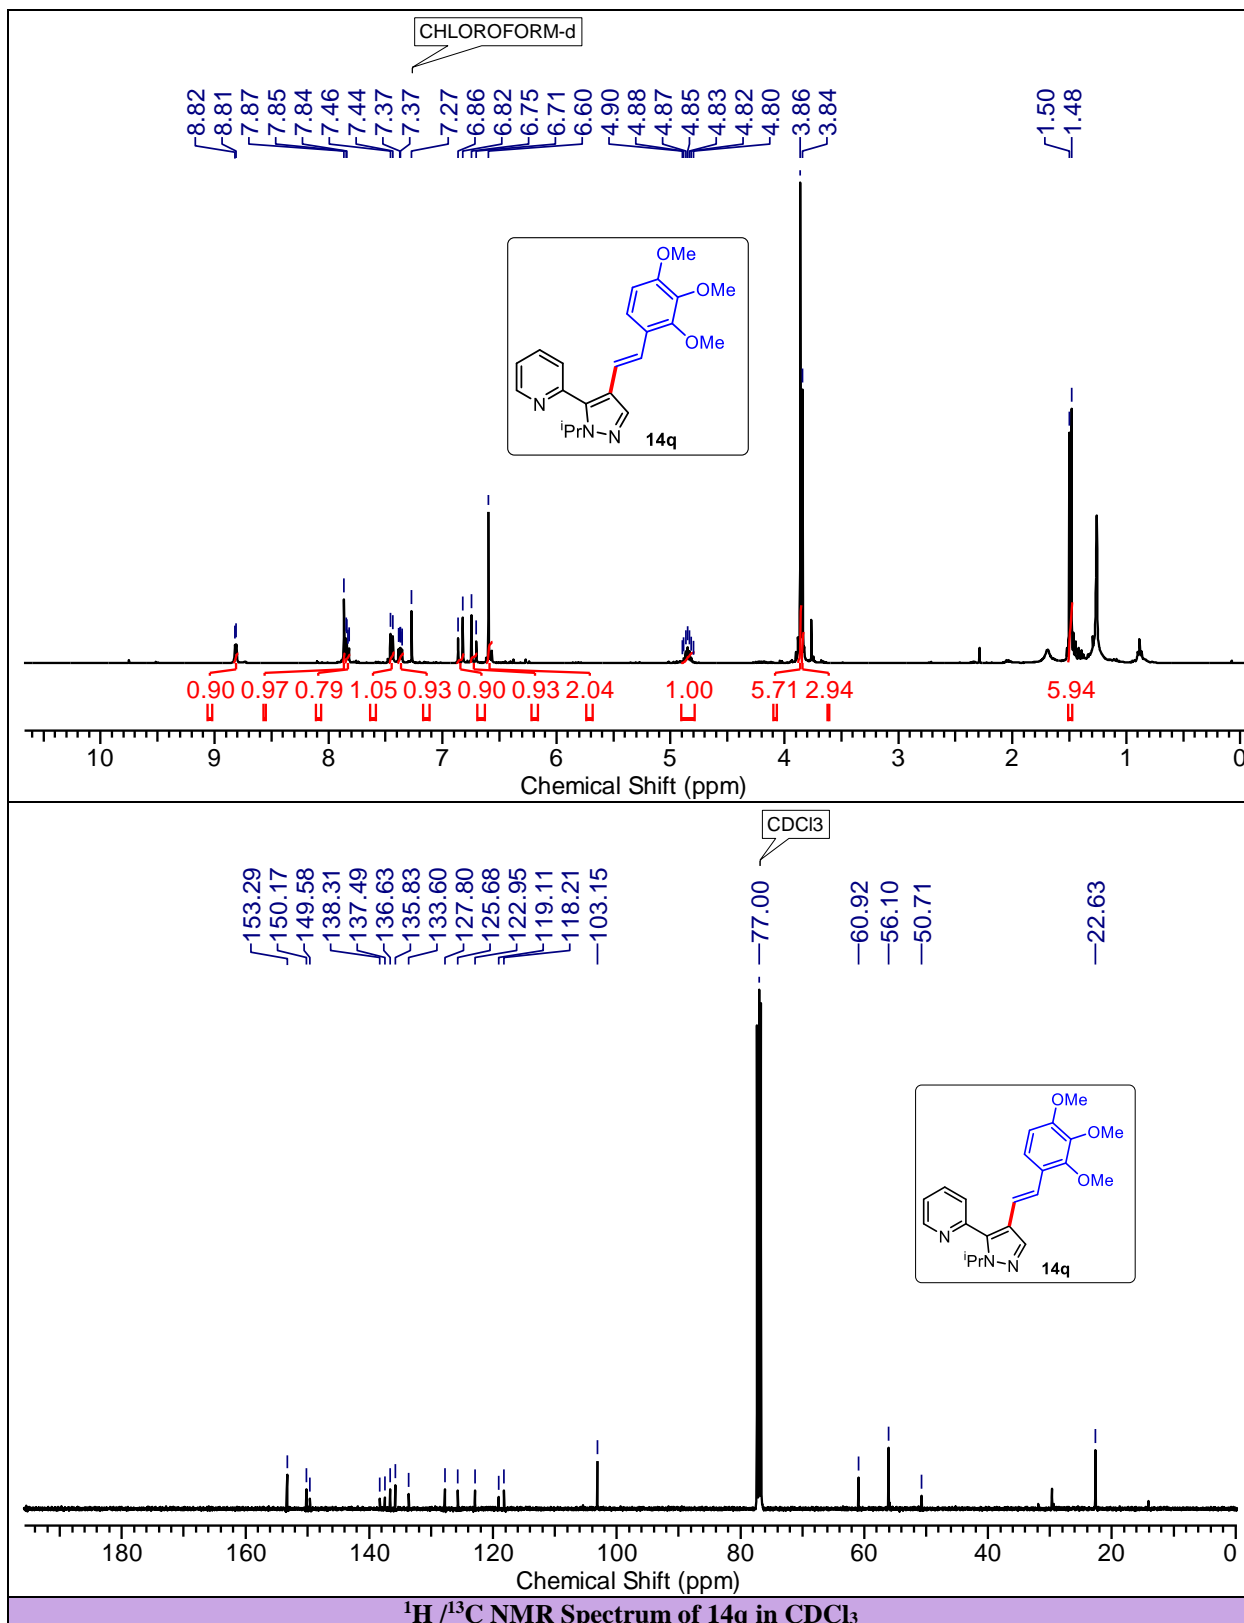 CHLOROFORM-d
8.82 8.81 7.87 7.85 7.84 7.46 7.44 7.37 7.37 7.27 6.86 6.82 6.75 6.71 6.60 4.90 4.88 4.87 4.85 4.83 4.82 4.80 3.86 3.84 1.50 1.48
OMe
OMe
OMe
N
iPr N N
14q
0.90 0.97 0.79 1.05 0.93 0.90 0.93 2.04 1.00 5.71 2.94 5.94
10 9 8 7 6 5 4 3 2 1 0
Chemical Shift (ppm)
CDCl3
153.29 150.17 149.58 138.31 137.49 136.63 135.83 133.60 127.80 125.68 122.95 119.11 118.21 103.15 77.00 60.92 56.10 50.71 22.63
OMe
OMe
OMe
N
iPr N N
14q
180 160 140 120 100 80 60 40 20 0
Chemical Shift (ppm)
¹H /¹³C NMR Spectrum of 14q in CDCl₃